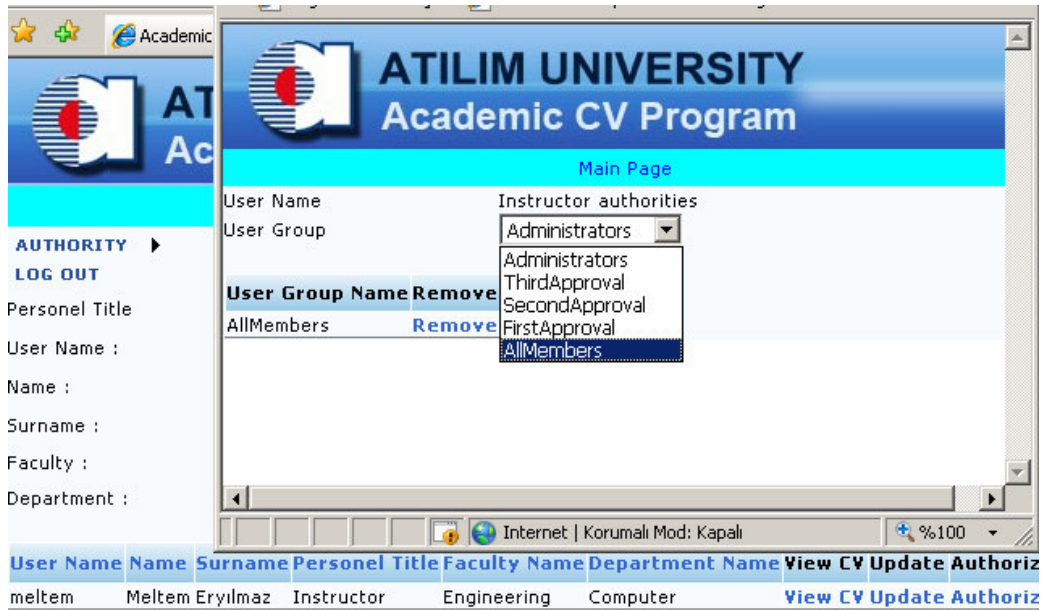 Academic
ATILIM UNIVERSITY
Academic CV Program
AT
Ac
Main Page
User Name Instructor authorities
User Group Administrators
Administrators
ThirdApproval
SecondApproval
FirstApproval
AllMembers
User Group Name Remove
AllMembers Remove
AUTHORITY
LOG OUT
Personel Title
User Name :
Name :
Surname :
Faculty :
Department :
Internet | Korumalı Mod: Kapalı %100
User Name Name Surname Personel Title Faculty Name Department Name View CV Update Authoriz
meltem Meltem Eryılmaz Instructor Engineering Computer View CV Update Authoriz